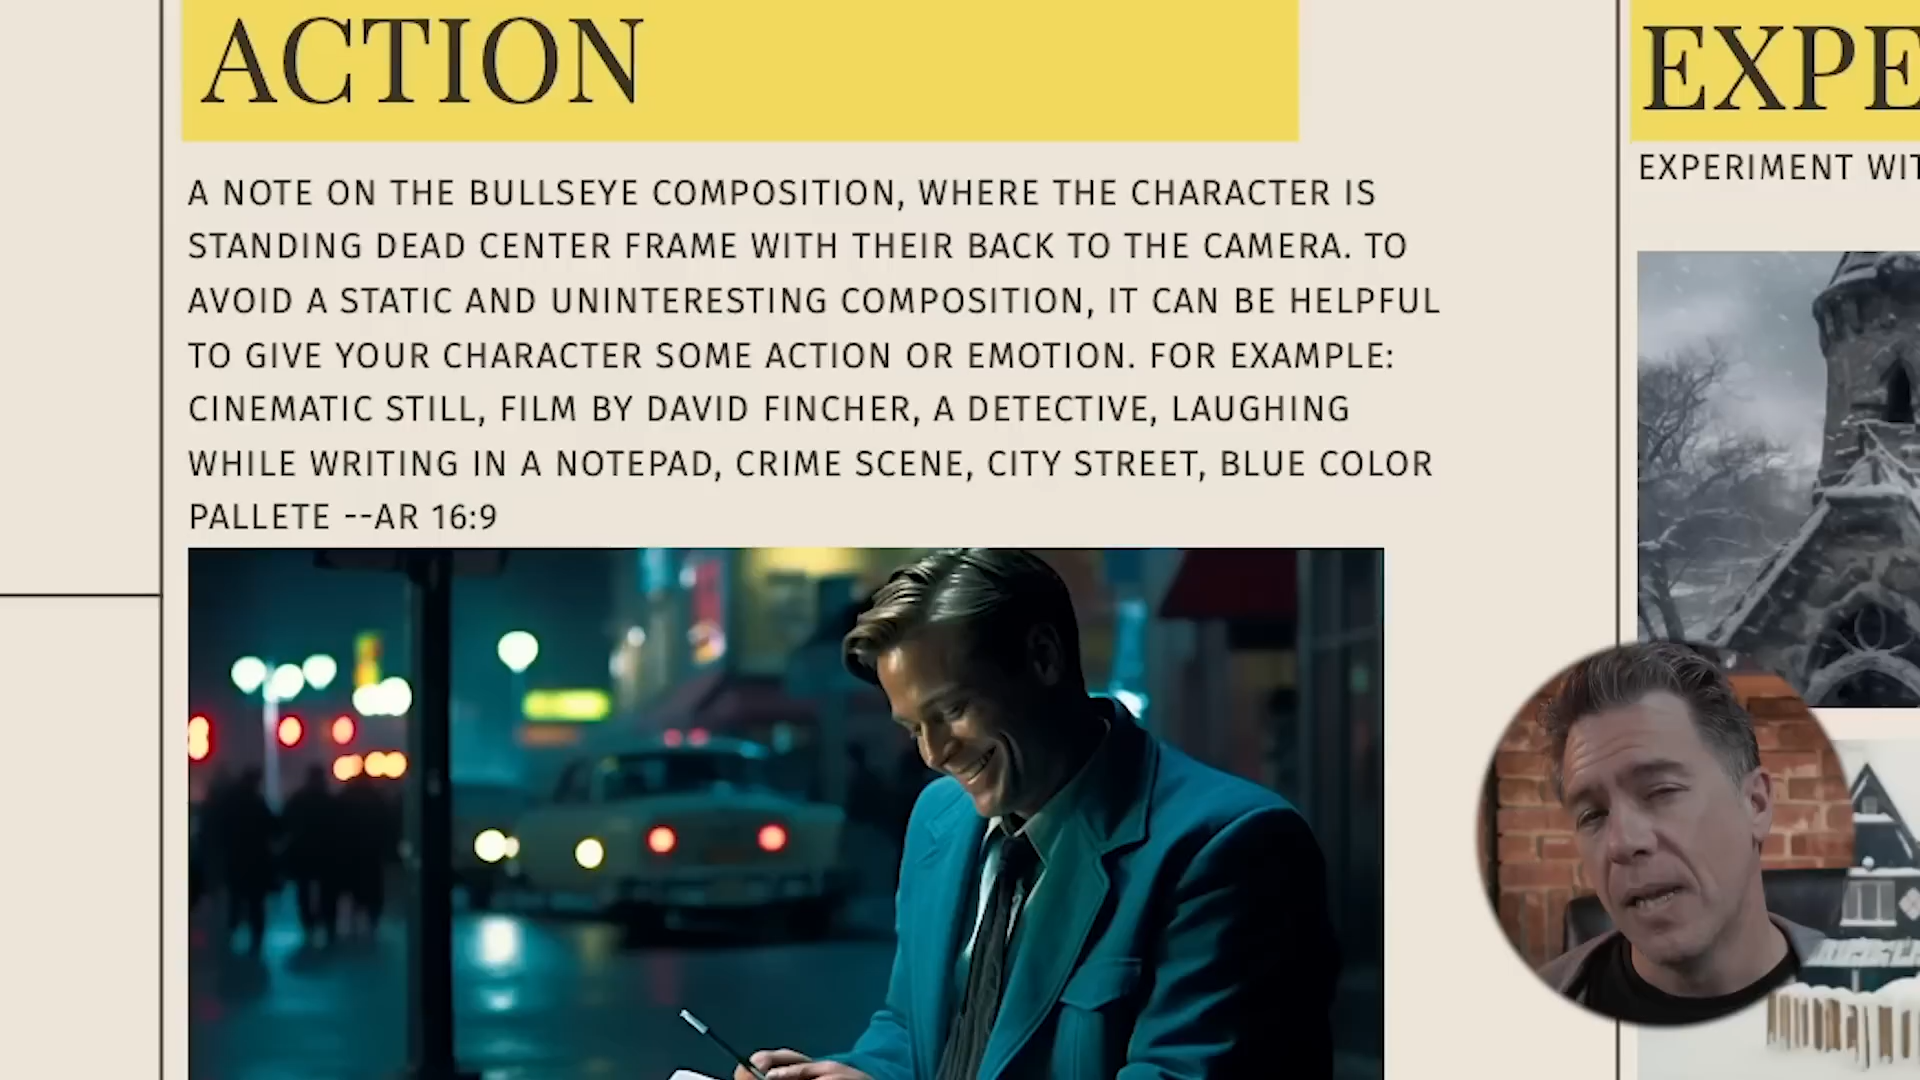 ACTION
A NOTE ON THE BULLSEYE COMPOSITION, WHERE THE CHARACTER IS
STANDING DEAD CENTER FRAME WITH THEIR BACK TO THE CAMERA. TO
AVOID A STATIC AND UNINTERESTING COMPOSITION, IT CAN BE HELPFUL
TO GIVE YOUR CHARACTER SOME ACTION OR EMOTION. FOR EXAMPLE:
CINEMATIC STILL, FILM BY DAVID FINCHER, A DETECTIVE, LAUGHING
WHILE WRITING IN A NOTEPAD, CRIME SCENE, CITY STREET, BLUE COLOR
PALLETE --AR 16:9
EXPE
EXPERIMENT WIT